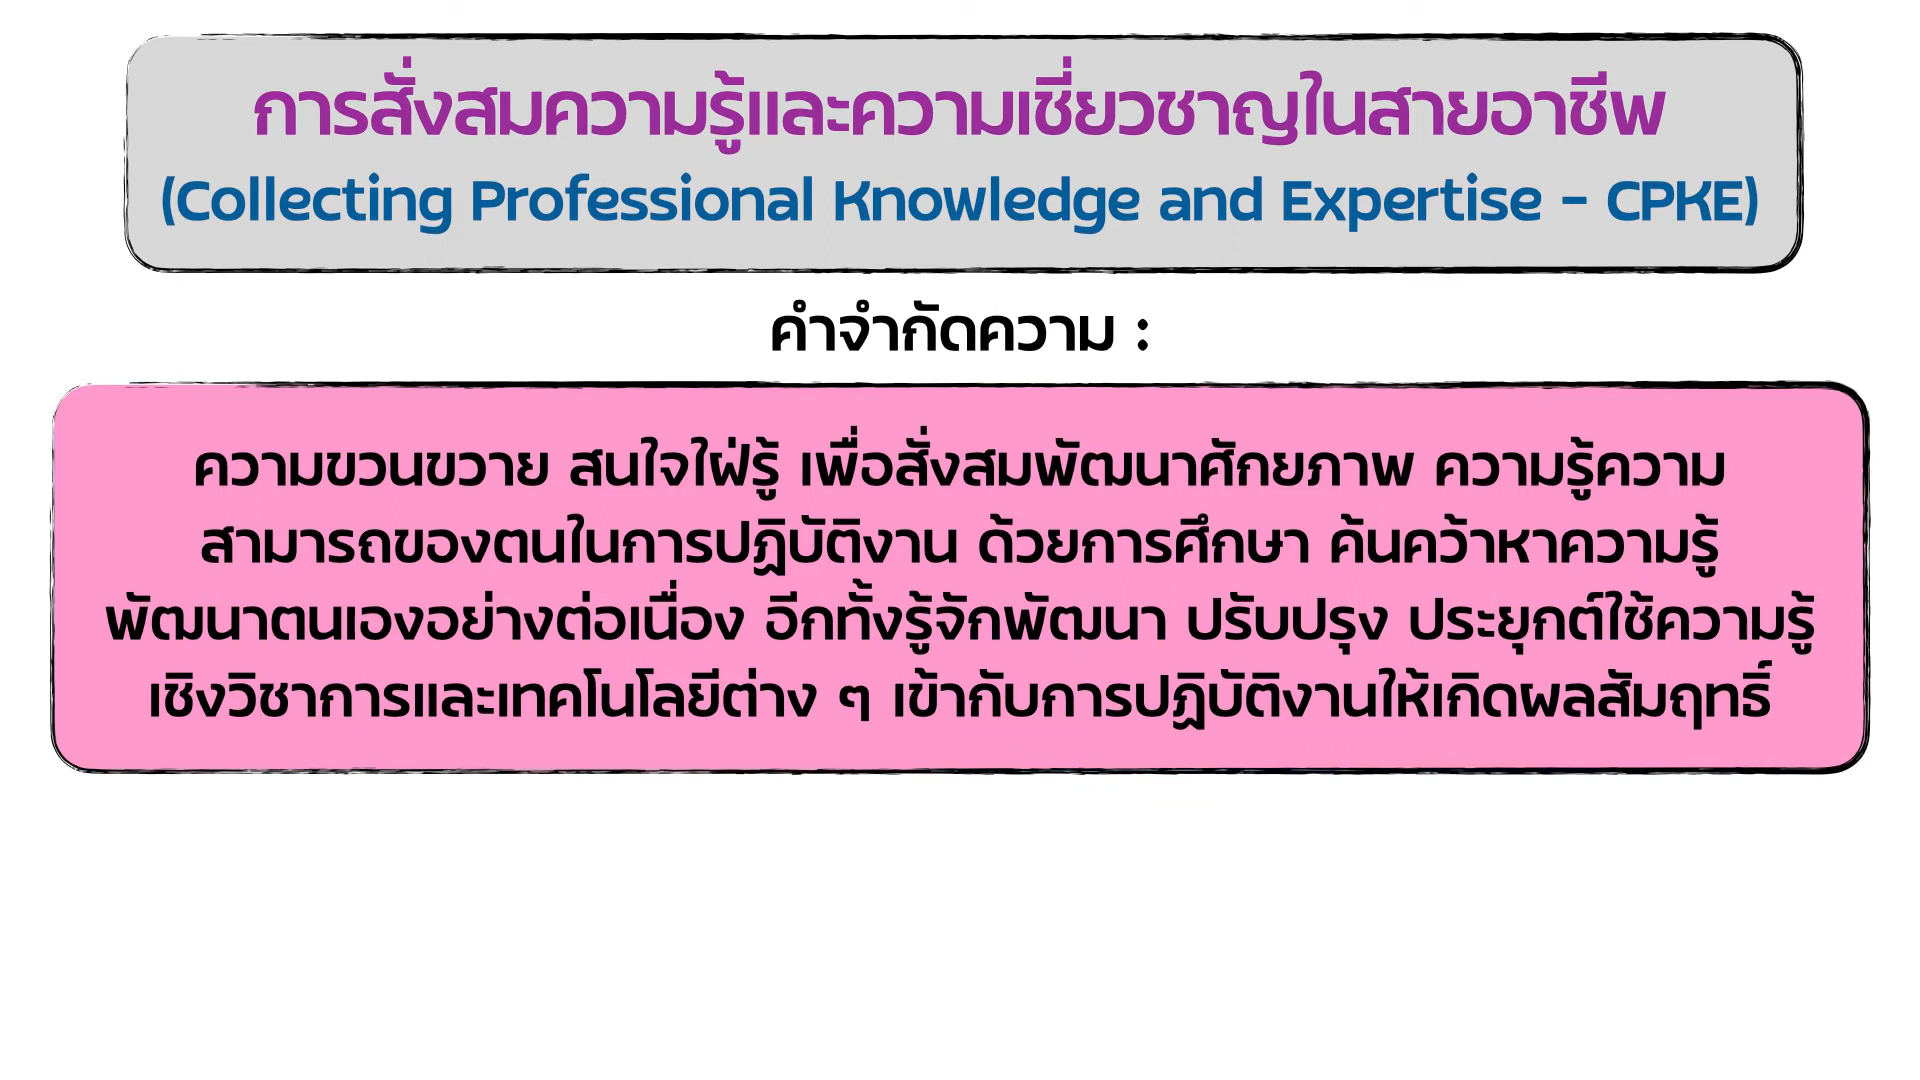 การสั่งสมความรู้และความเชี่ยวชาญในสายอาชีพ
(Collecting Professional Knowledge and Expertise - CPKE)
คำจำกัดความ :
ความขวนขวาย สนใจใฝ่รู้ เพื่อสั่งสมพัฒนาศักยภาพ ความรู้ความ
สามารถของตนในการปฏิบัติงาน ด้วยการศึกษา ค้นคว้าหาความรู้
พัฒนาตนเองอย่างต่อเนื่อง อีกทั้งรู้จักพัฒนา ปรับปรุง ประยุกต์ใช้ความรู้
เชิงวิชาการและเทคโนโลยีต่าง ๆ เข้ากับการปฏิบัติงานให้เกิดผลสัมฤทธิ์